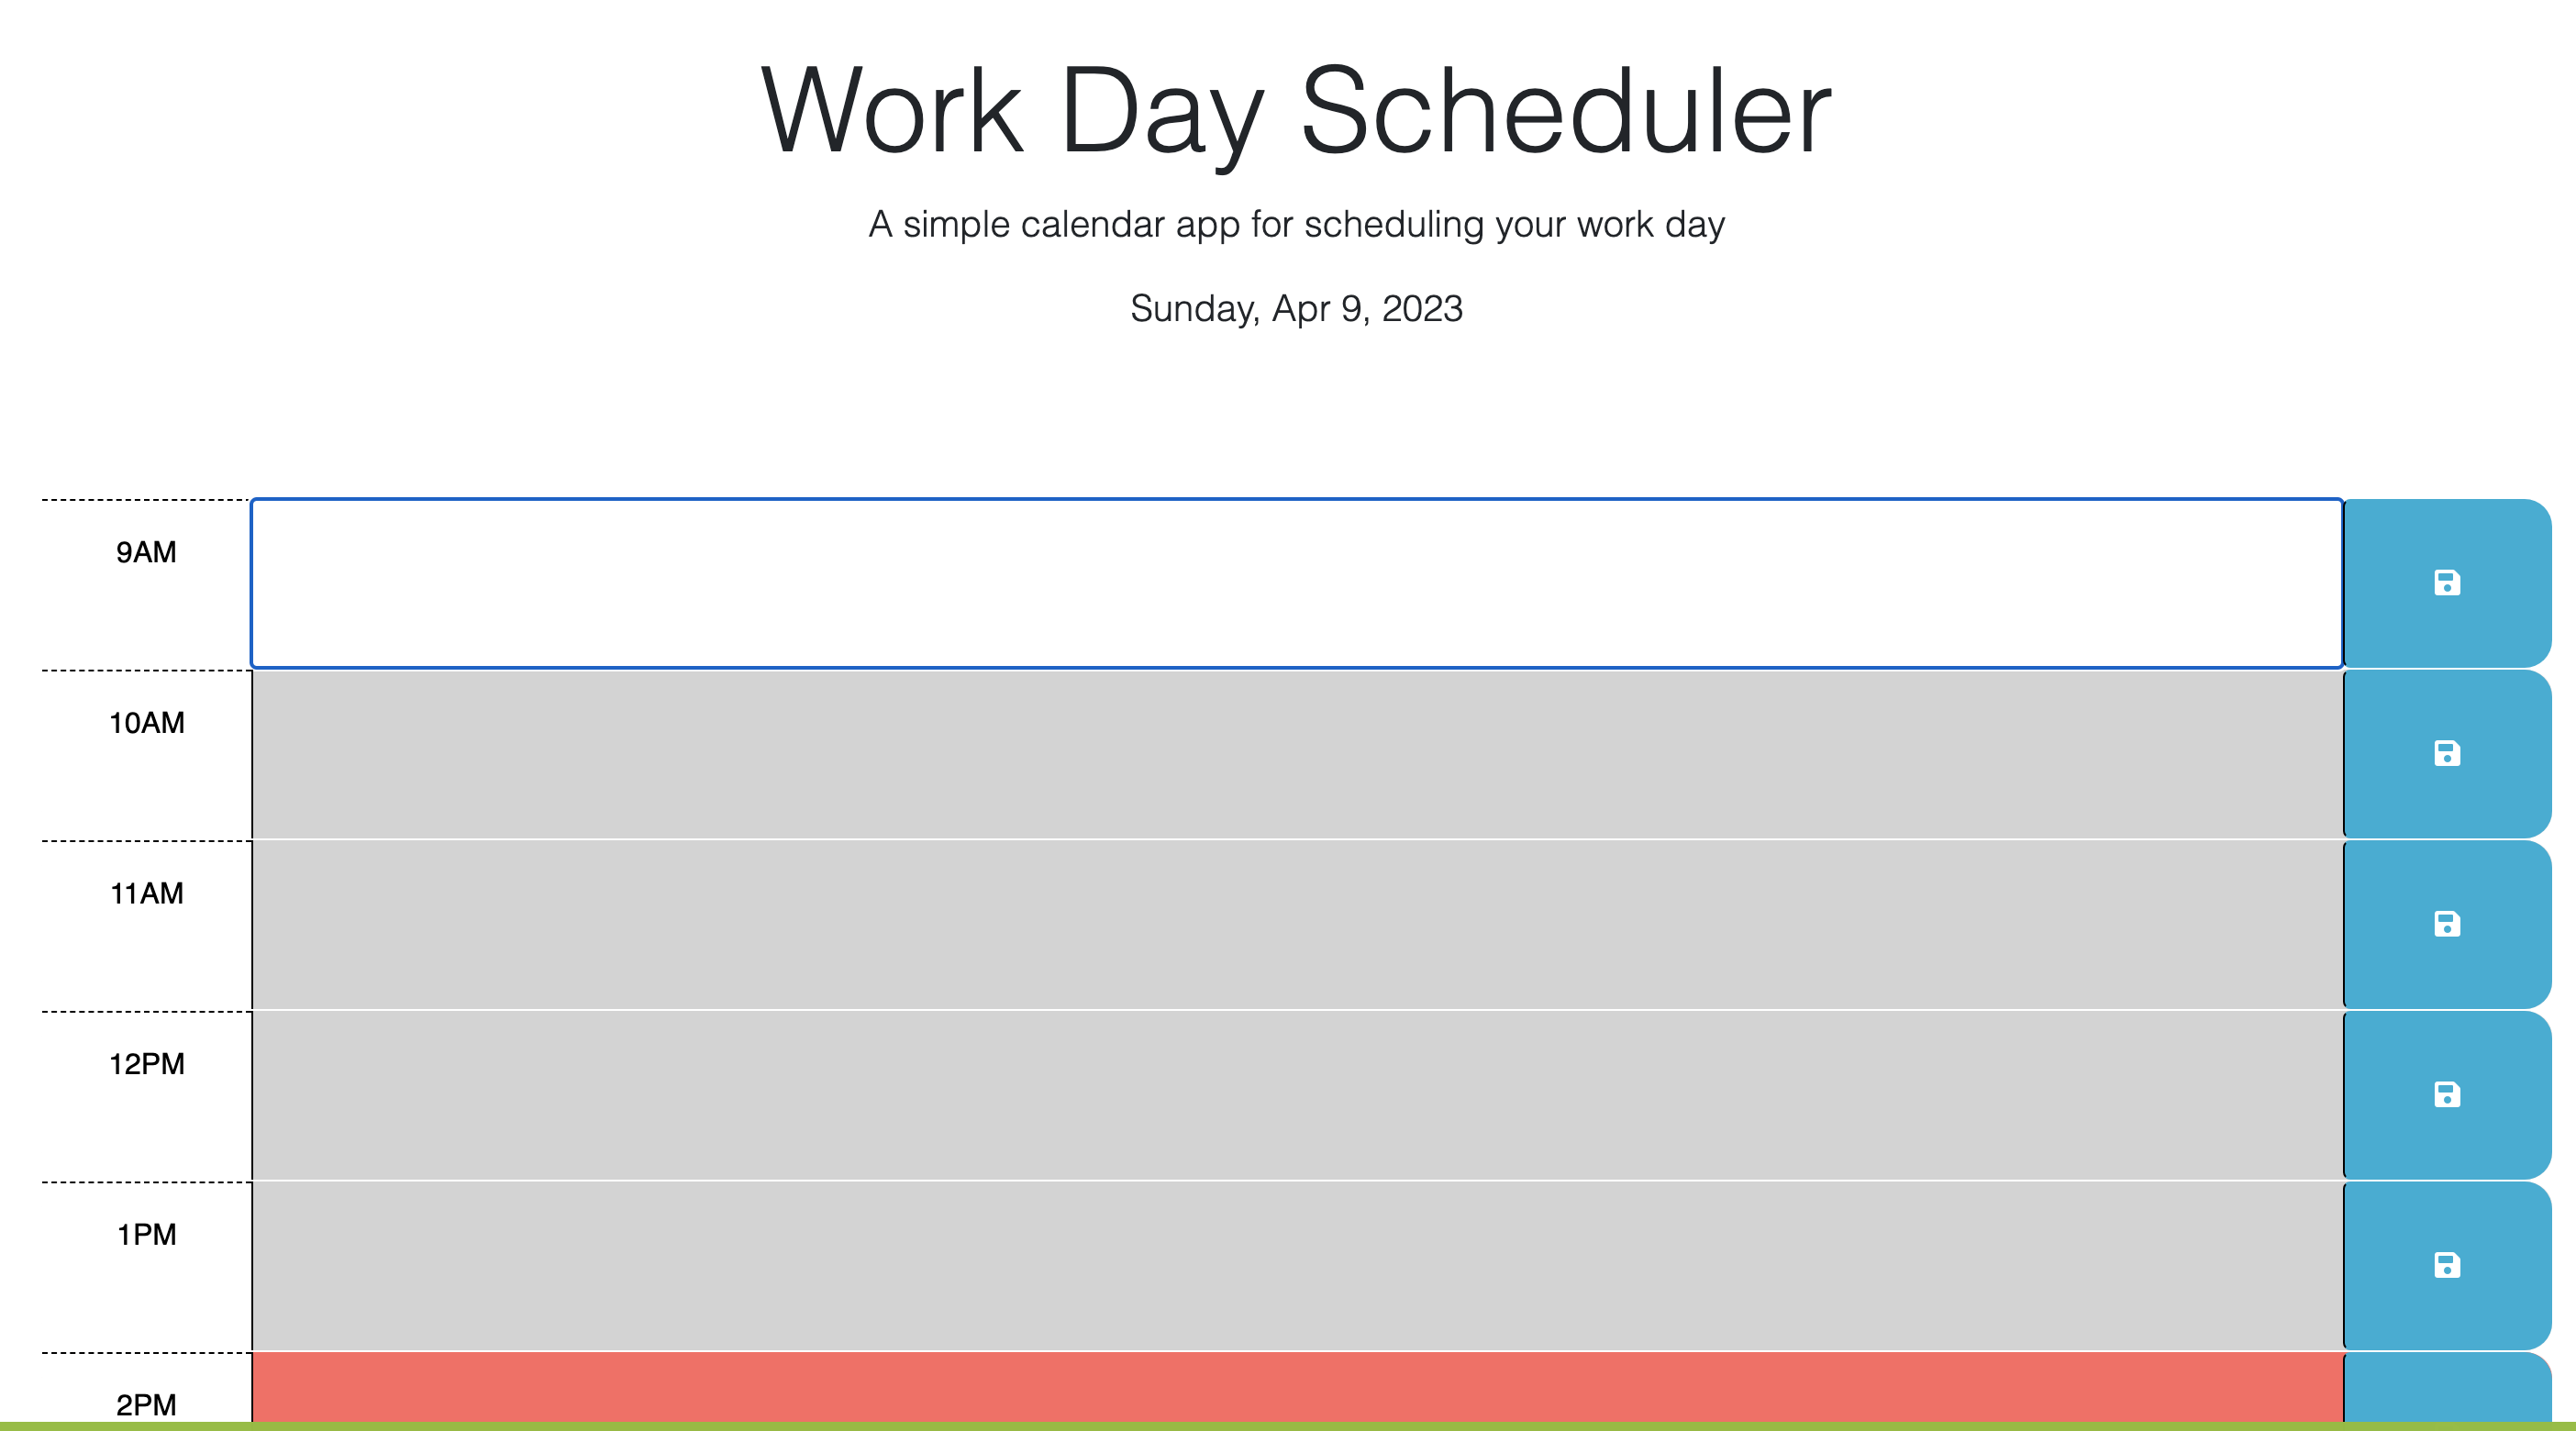 Work Day Scheduler
A simple calendar app for scheduling your work day
Sunday, Apr 9, 2023
9AM
10AM
11AM
12PM
1PM
2PM